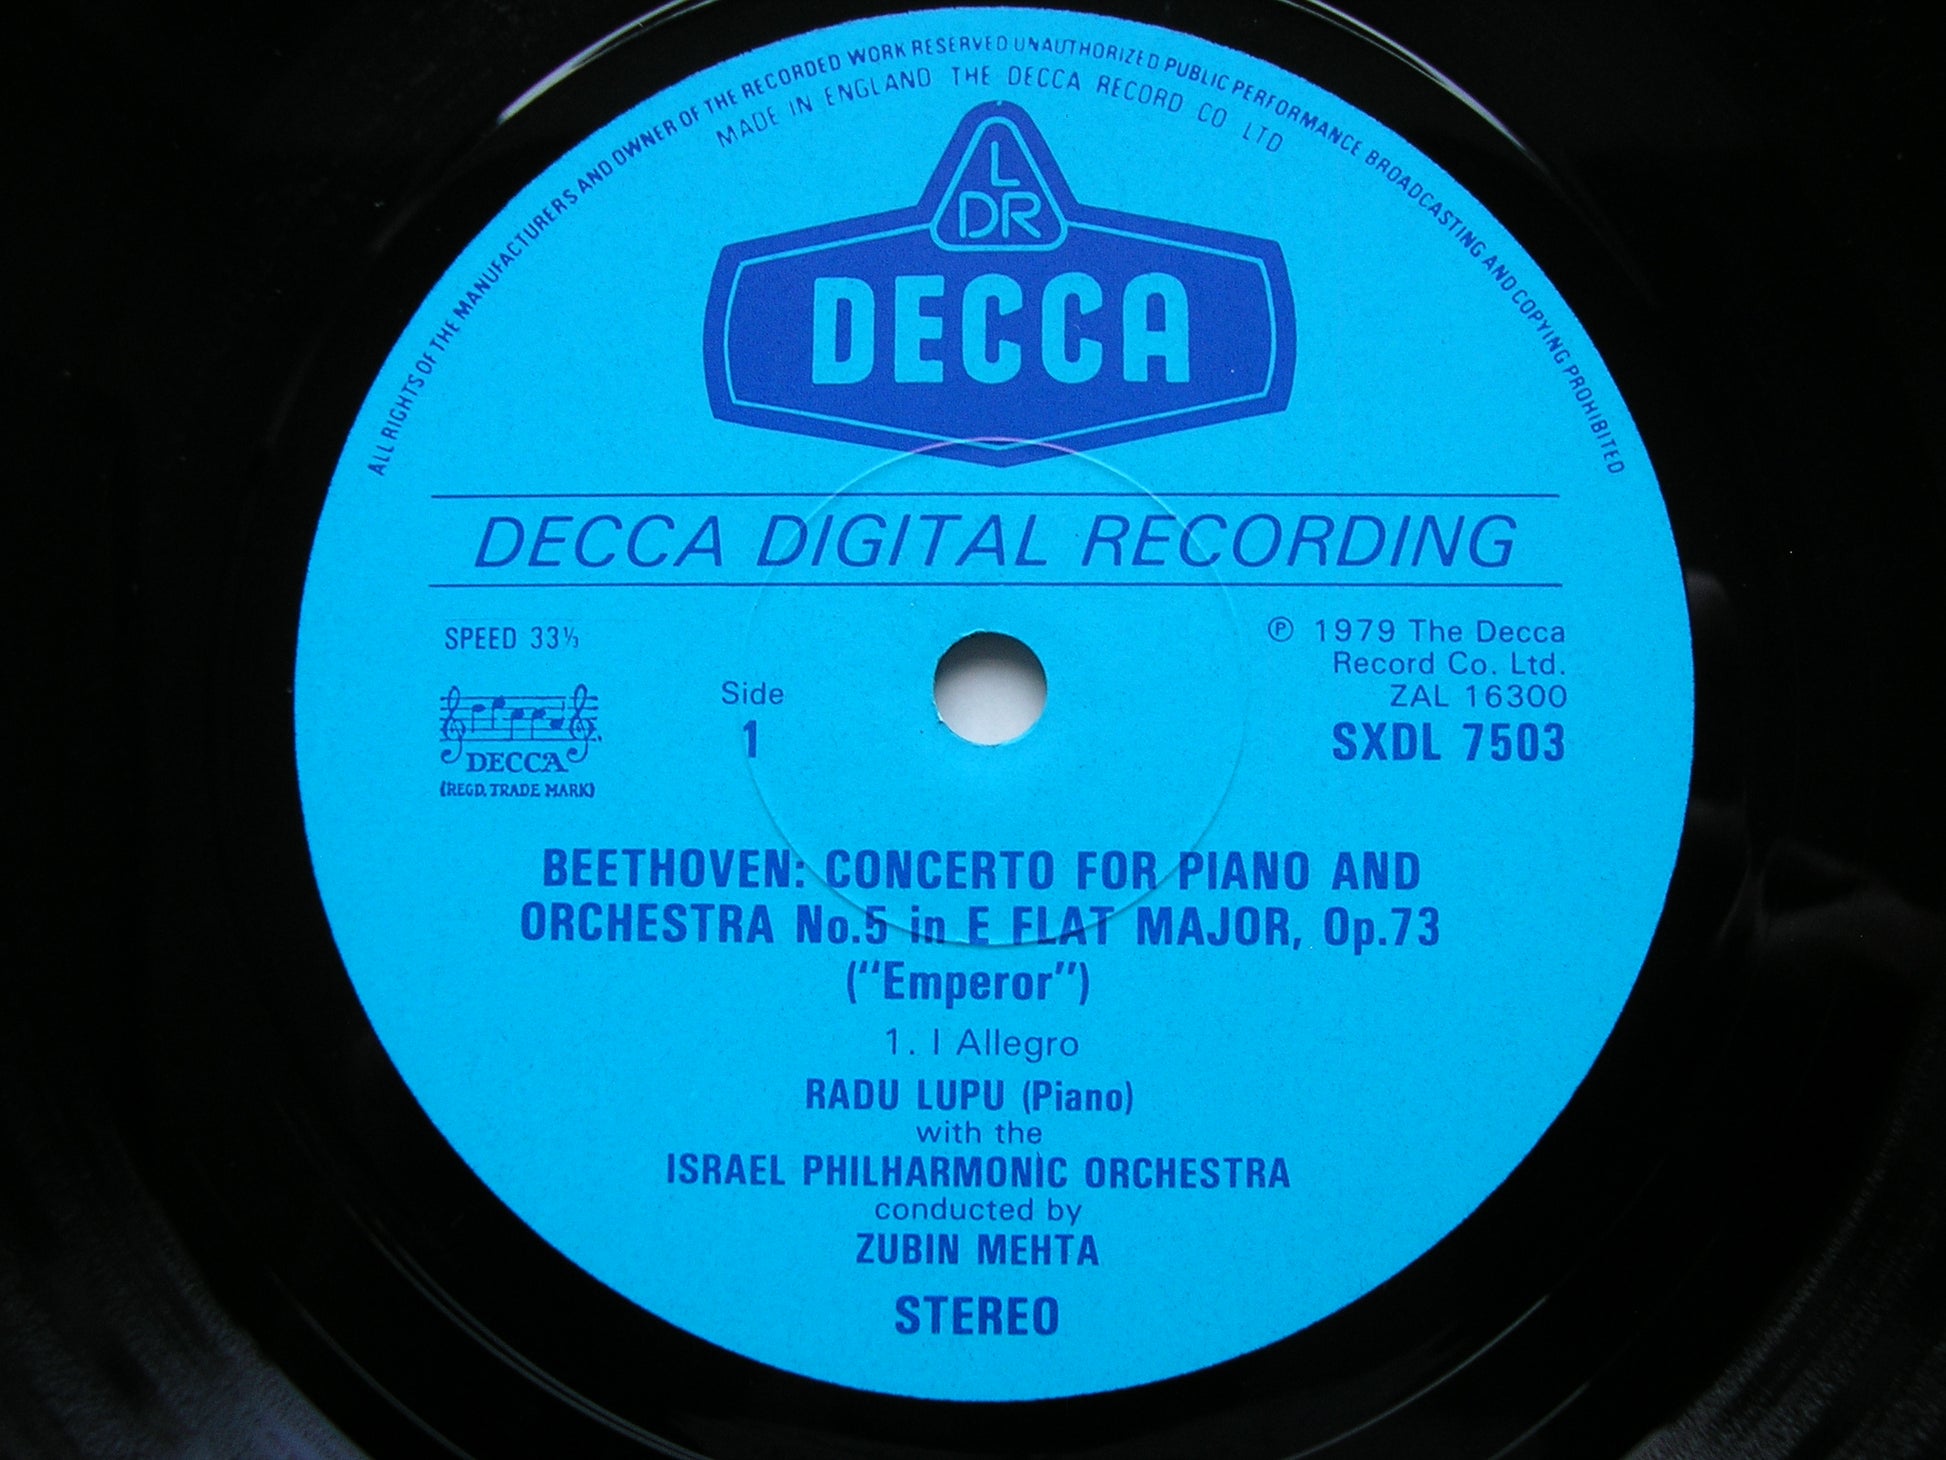 ALL RIGHTS OF THE MANUFACTURERS AND OWNER OF THE RECORDED WORK RESERVED UNAUTHORIZED PUBLIC PERFORMANCE BROADCASTING AND COPYING PROHIBITED
MADE IN ENGLAND THE DECCA RECORD CO LTD
L
DR
DECCA
DECCA DIGITAL RECORDING
SPEED 33⅓
℗ 1979 The Decca
Record Co. Ltd.
ZAL 16300
SXDL 7503
Side
1
DECCA
(REGD. TRADE MARK)
BEETHOVEN: CONCERTO FOR PIANO AND
ORCHESTRA No.5 in E FLAT MAJOR, Op.73
("Emperor")
1. I Allegro
RADU LUPU (Piano)
with the
ISRAEL PHILHARMONIC ORCHESTRA
conducted by
ZUBIN MEHTA
STEREO